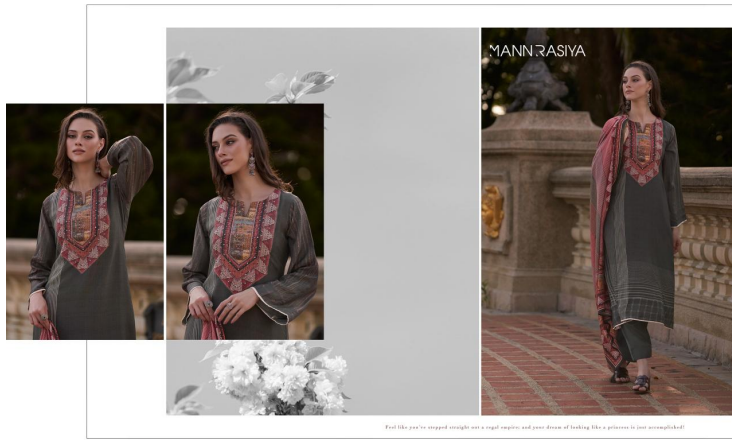 MANN RASIYA
Feel like you're stepped straight out a regal empire; and your dream of looking like a princess is just accomplished!